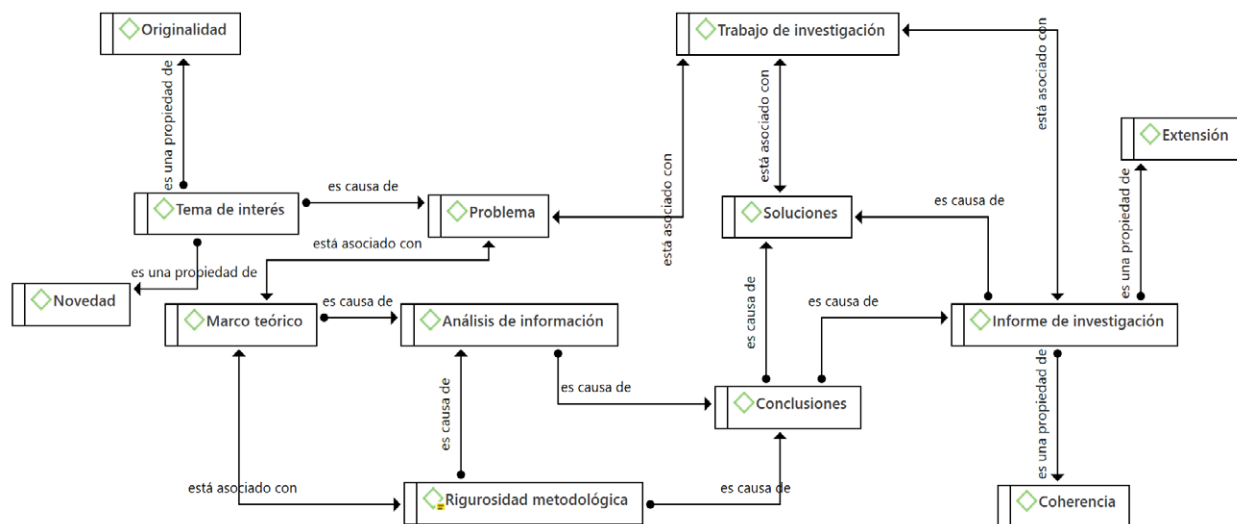 Originalidad
Trabajo de investigación
es una propiedad de
está asociado con
está asociado con
está asociado con
Extensión
es una propiedad de
Tema de interés
es causa de
Problema
Soluciones
es causa de
está asociado con
es una propiedad de
Novedad
Marco teórico
es causa de
Análisis de información
es causa de
es causa de
Informe de investigación
es causa de
es causa de
Conclusiones
es una propiedad de
está asociado con
Rigurosidad metodológica
es causa de
Coherencia